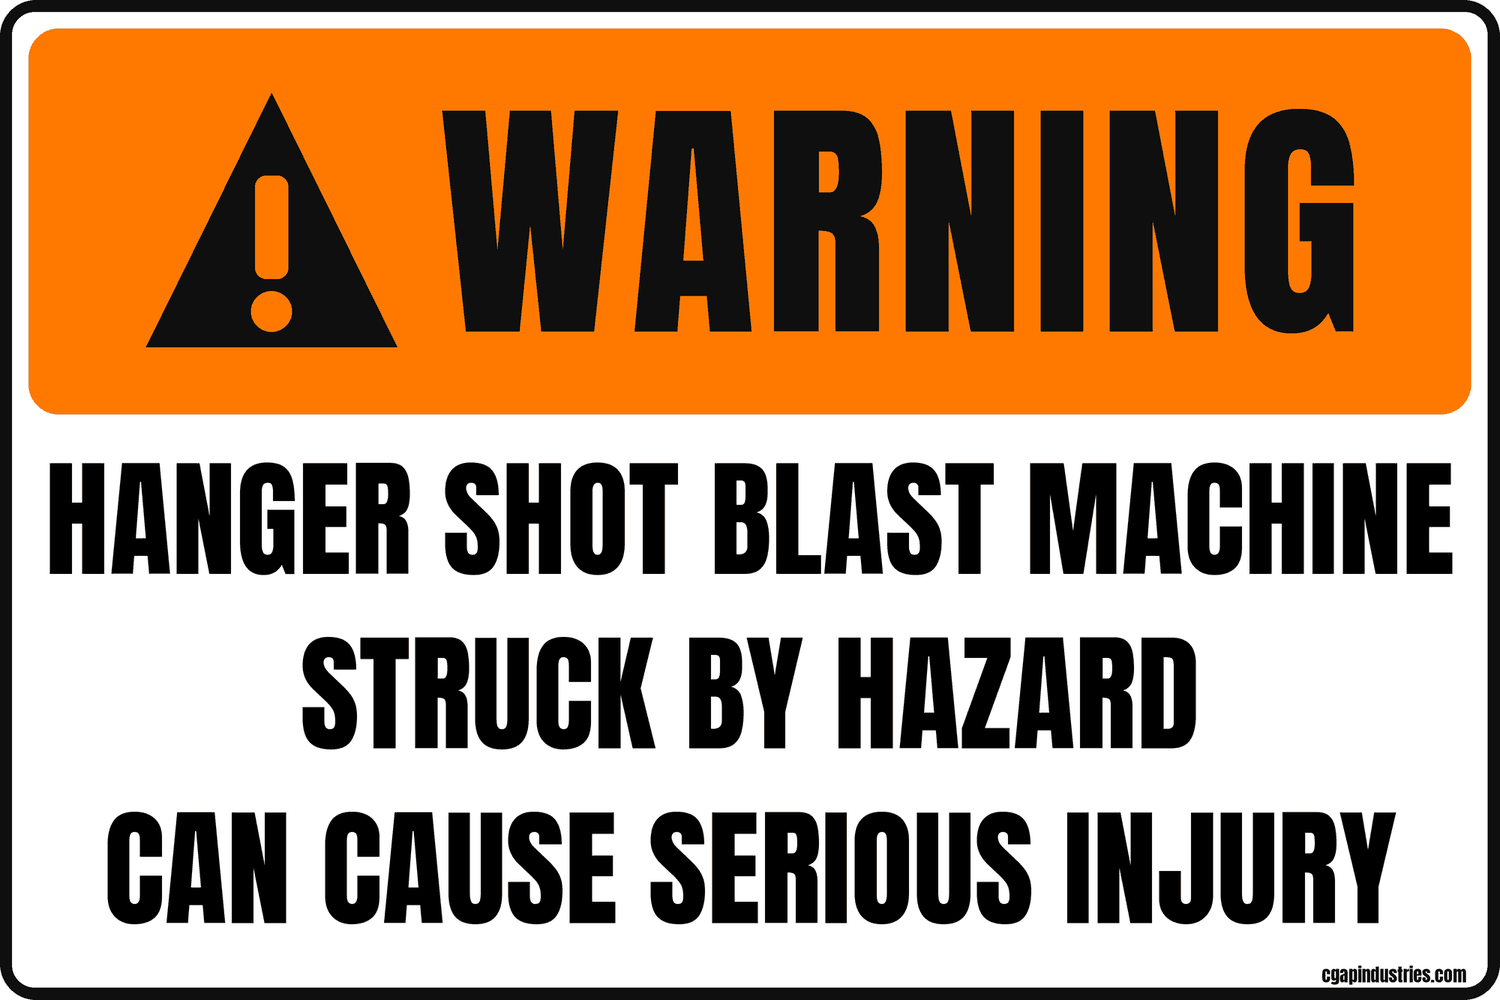 WARNING
HANGER SHOT BLAST MACHINE
STRUCK BY HAZARD
CAN CAUSE SERIOUS INJURY
cgapindustries.com